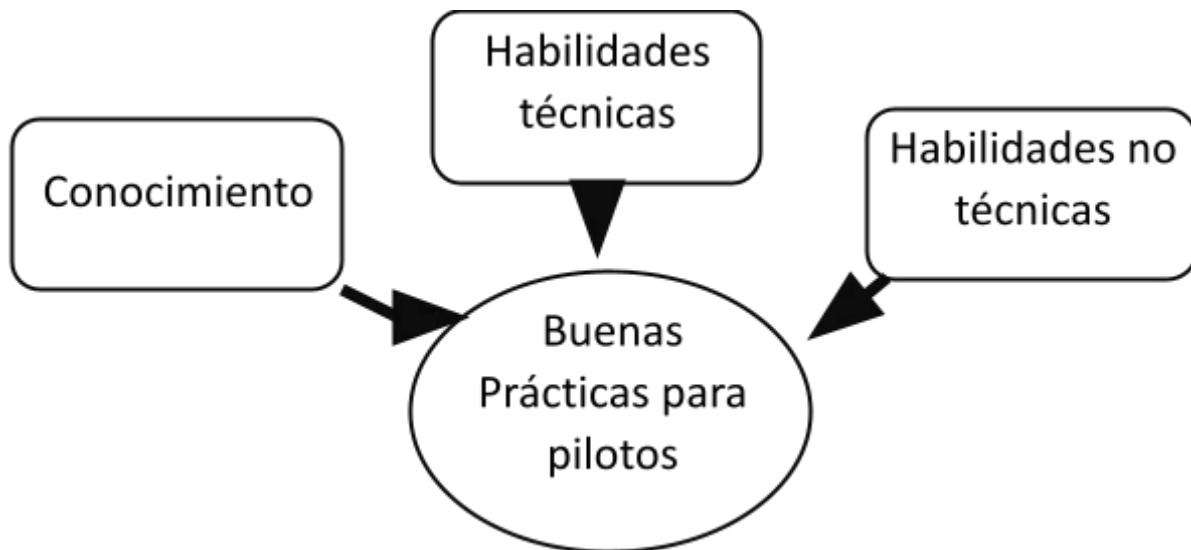 Habilidades
técnicas
Conocimiento
Habilidades no
técnicas
Buenas
Prácticas para
pilotos